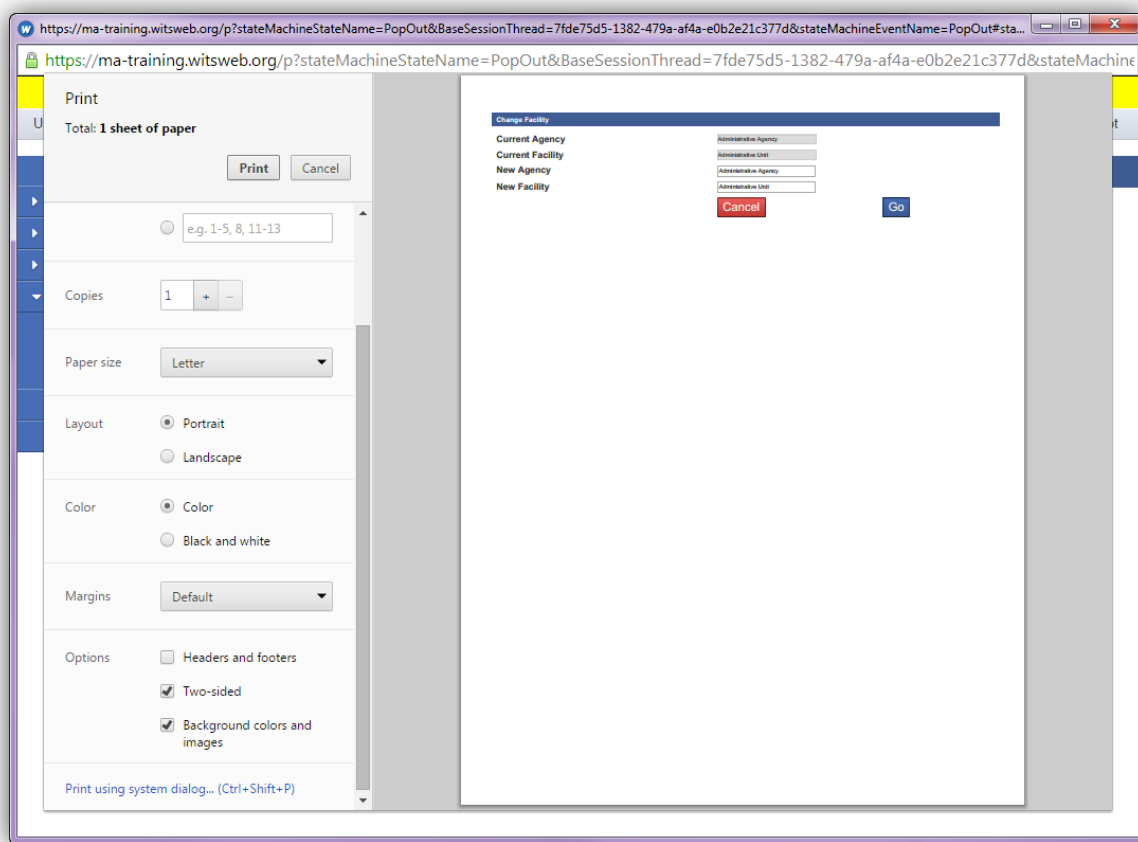 https://ma-training.witsweb.org/p?stateMachineStateName=PopOut&BaseSessionThread=7fde75d5-1382-479a-af4a-e0b2e21c377d&stateMachineEventName=PopOut#sta...
https://ma-training.witsweb.org/p?stateMachineStateName=PopOut&BaseSessionThread=7fde75d5-1382-479a-af4a-e0b2e21c377d&stateMachine
Print
Total: 1 sheet of paper
Print Cancel
e.g. 1-5, 8, 11-13
Copies 1 + −
Paper size Letter
Layout Portrait
Landscape
Color Color
Black and white
Margins Default
Options Headers and footers
Two-sided
Background colors and
images
Print using system dialog... (Ctrl+Shift+P)
Change Facility
Current Agency Administrative Agency
Current Facility Administrative Unit
New Agency Administrative Agency
New Facility Administrative Unit
Cancel Go